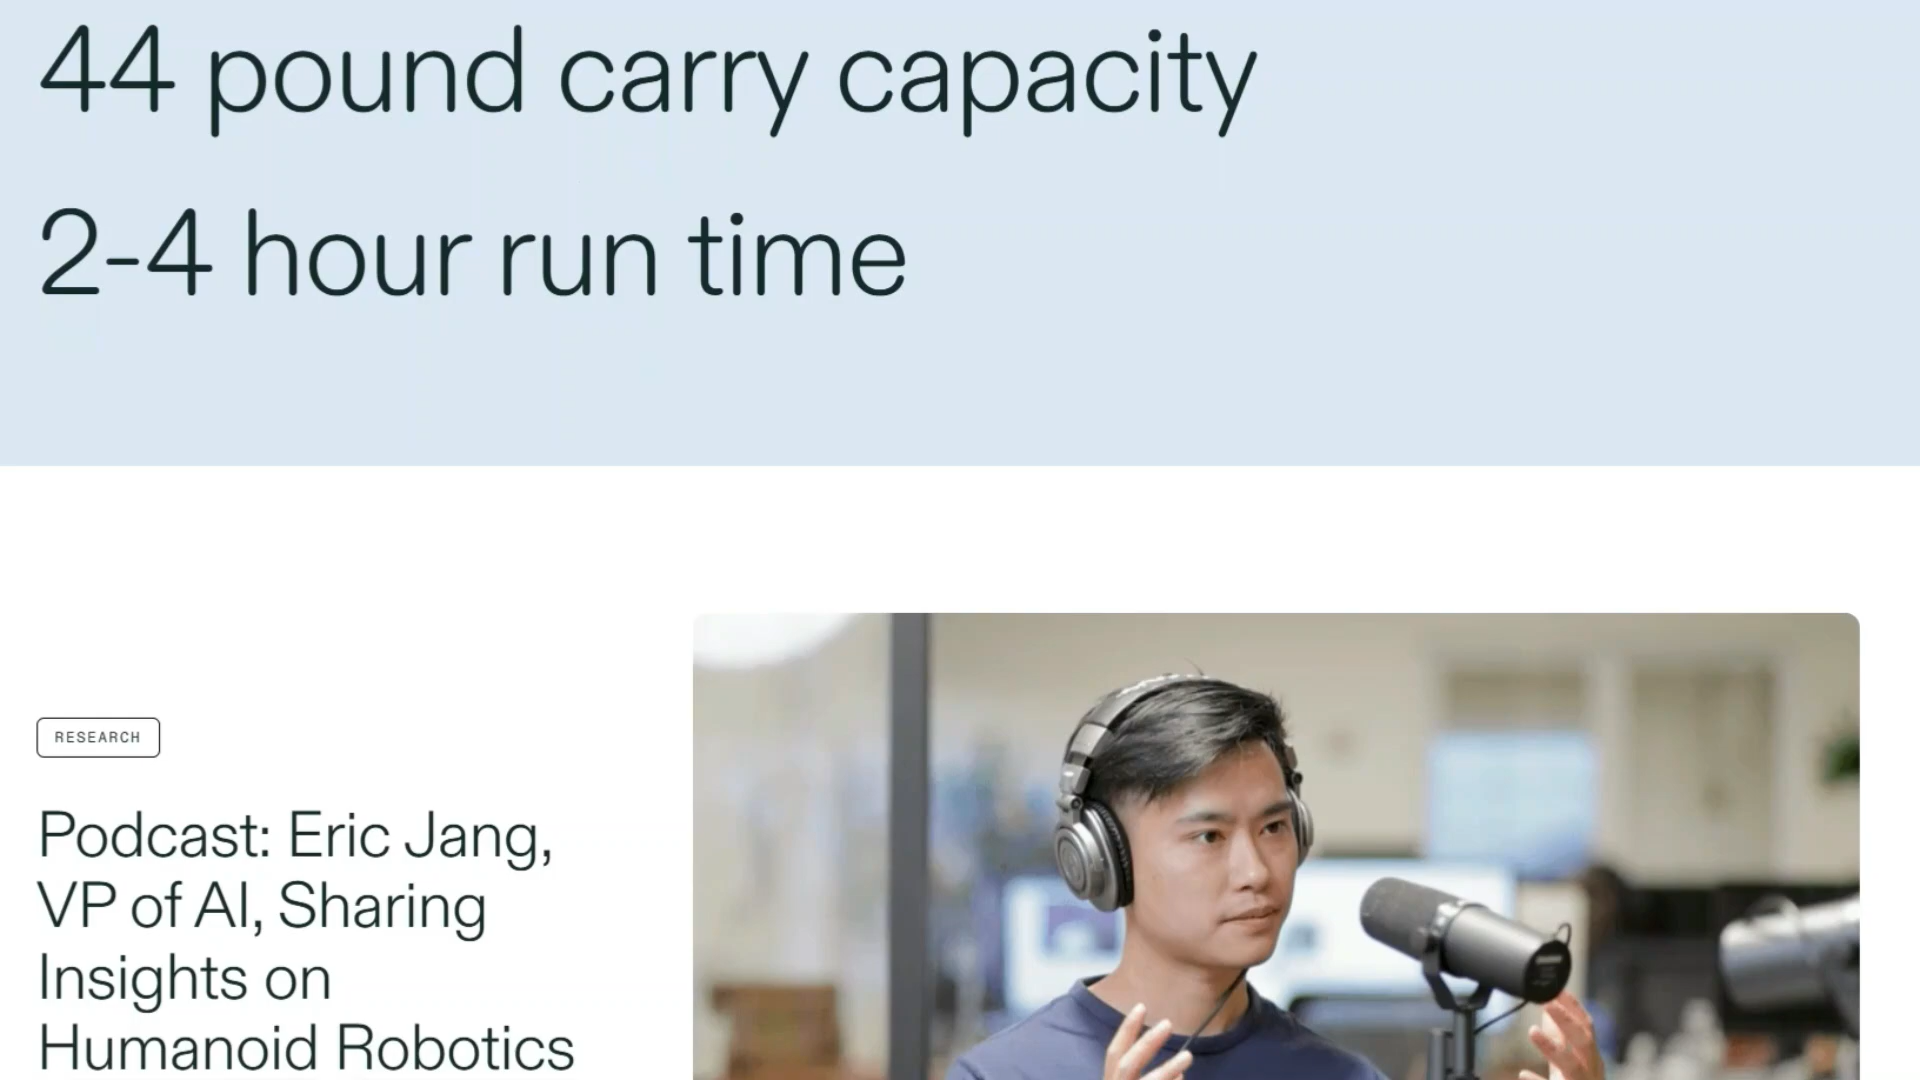 44 pound carry capacity
2-4 hour run time
RESEARCH
Podcast: Eric Jang,
VP of AI, Sharing
Insights on
Humanoid Robotics